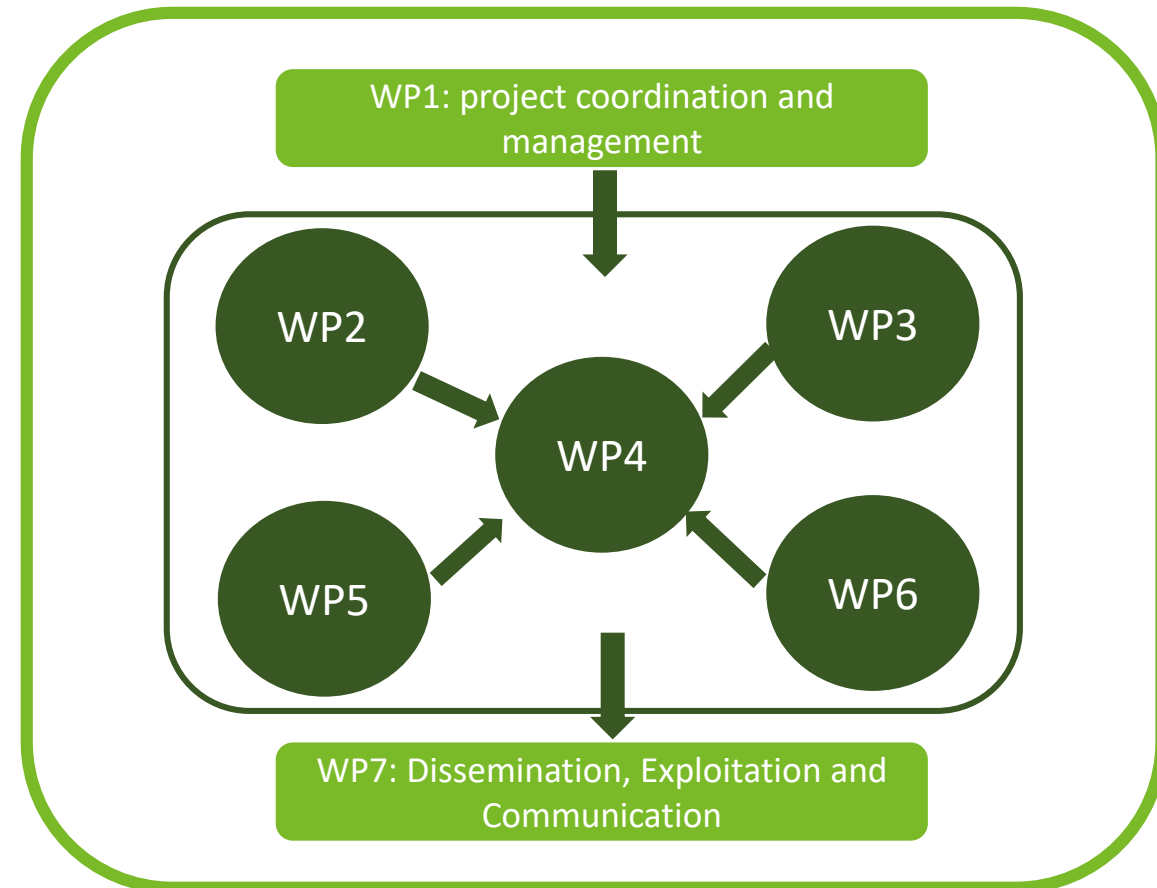 WP1: project coordination and
management
WP2
WP3
WP4
WP5
WP6
WP7: Dissemination, Exploitation and
Communication